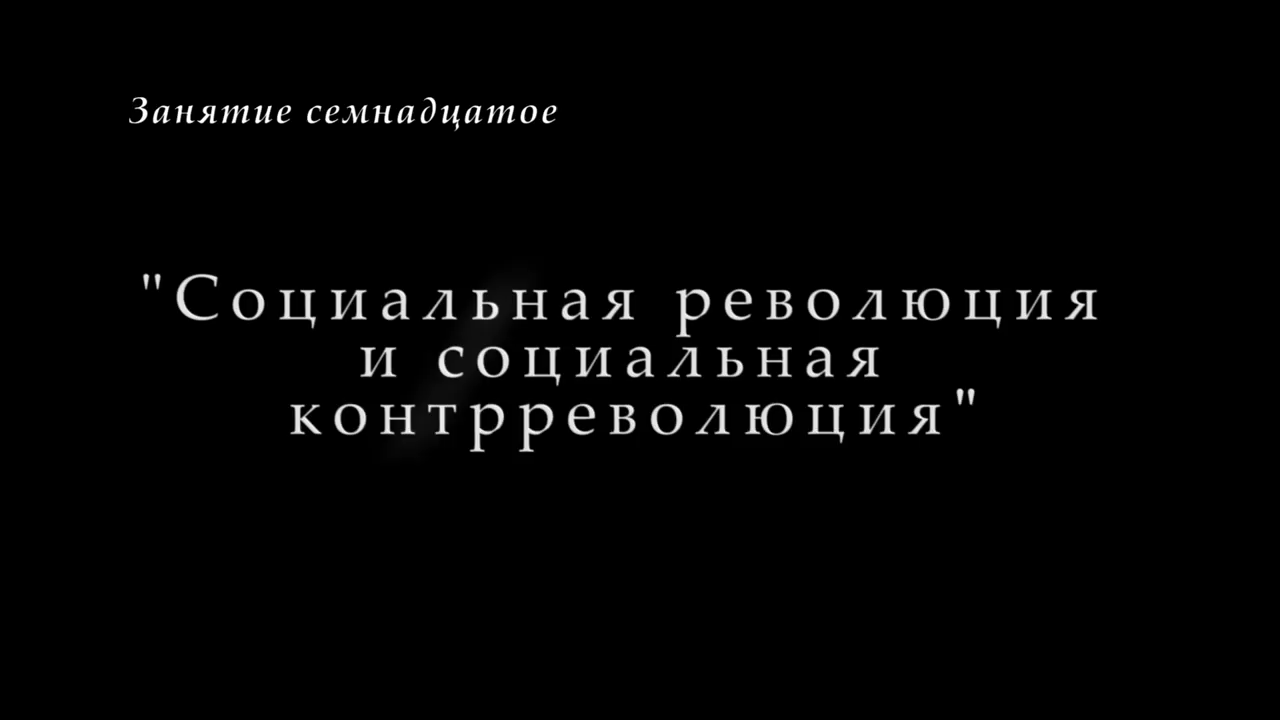 Занятие семнадцатое
"Социальная революция
и социальная
контрреволюция"